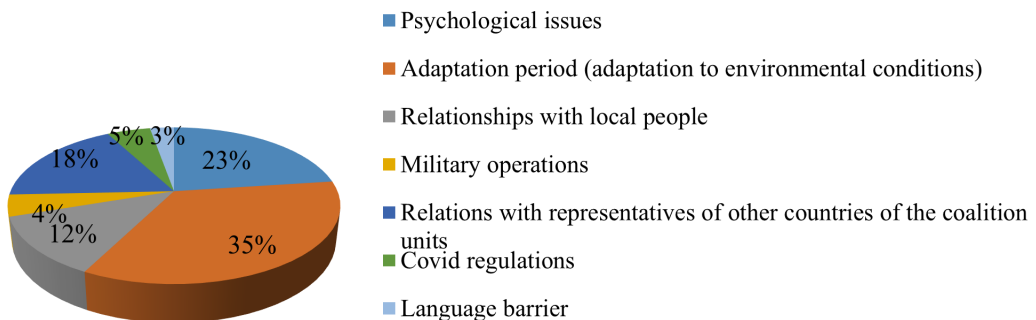 5%
3%
18%
23%
4%
12%
35%
Psychological issues
Adaptation period (adaptation to environmental conditions)
Relationships with local people
Military operations
Relations with representatives of other countries of the coalition
units
Covid regulations
Language barrier